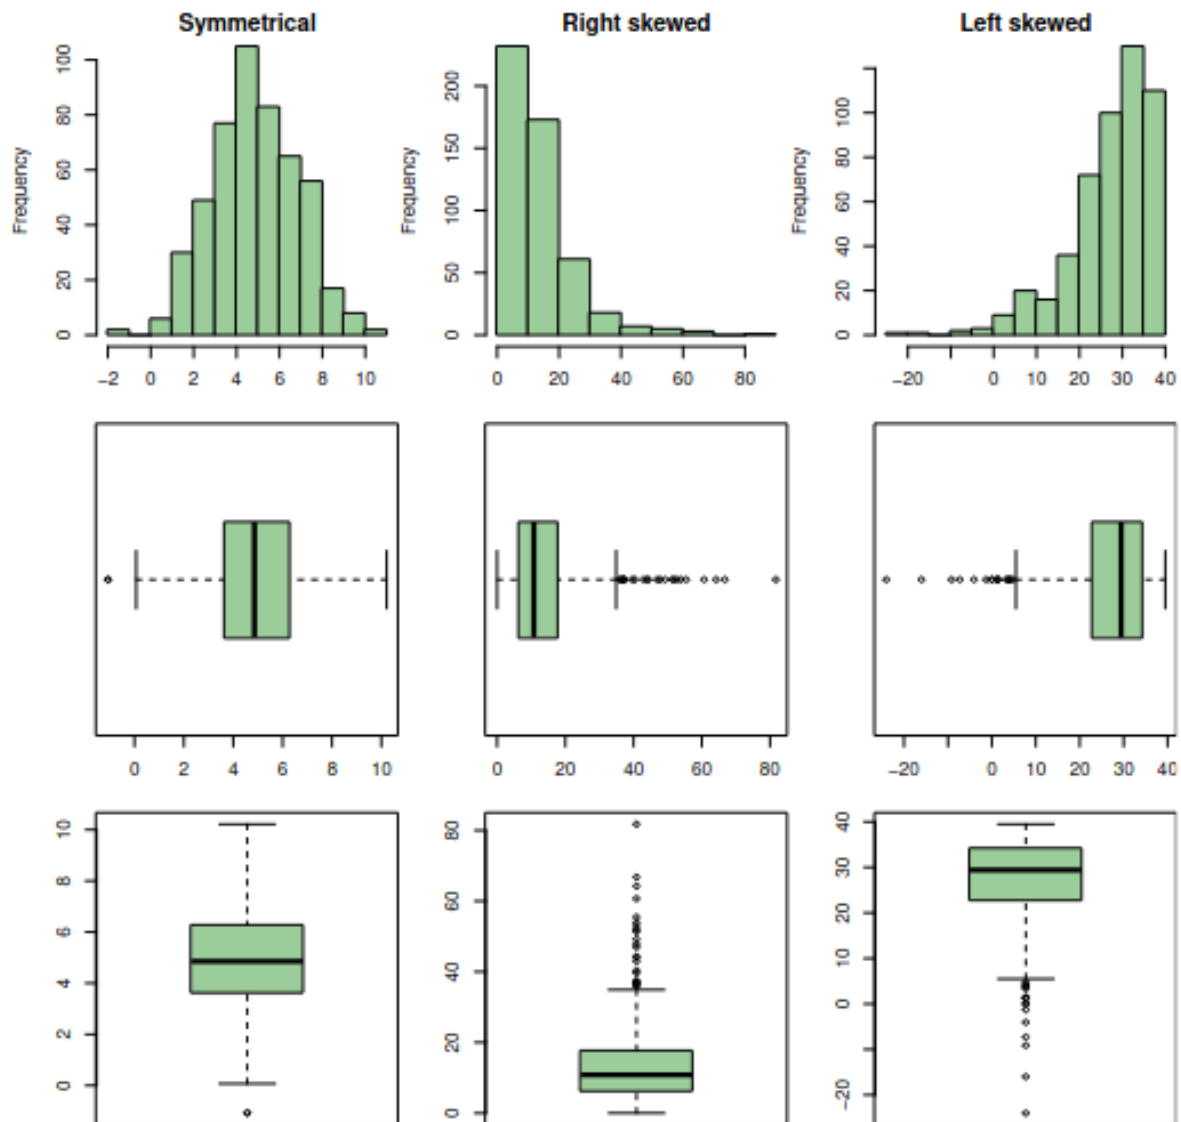 Symmetrical
Right skewed
Left skewed
Frequency
0 20 40 60 80 100
−2 0 2 4 6 8 10
Frequency
0 50 100 150 200
0 20 40 60 80
Frequency
0 20 40 60 80 100
−20 0 10 20 30 40
0 2 4 6 8 10
0 20 40 60 80
−20 0 10 20 30 40
0 2 4 6 8 10
0 20 40 60 80
−20 0 10 20 30 40